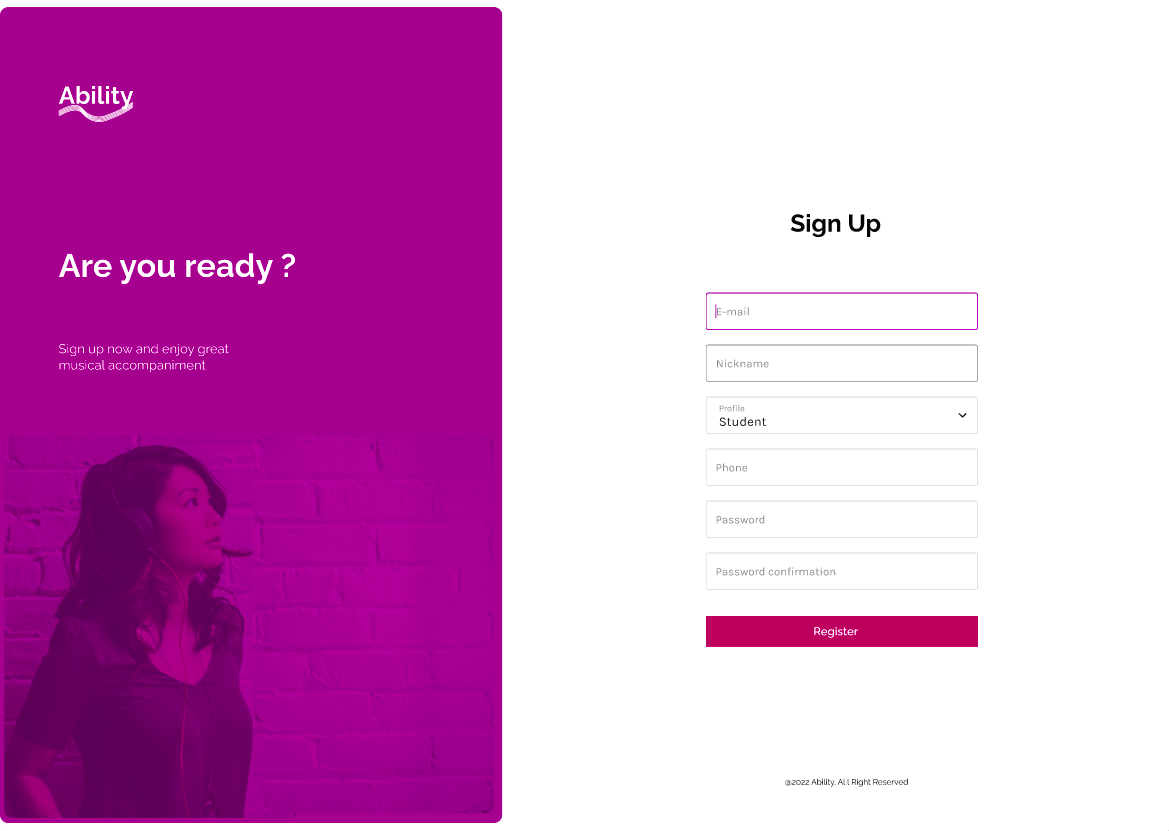 Ability
Are you ready ?
Sign up now and enjoy great
musical accompaniment
Sign Up
E-mail
Nickname
Profile
Student
Phone
Password
Password confirmation
Register
@2022 Ability, Al l Right Reserved